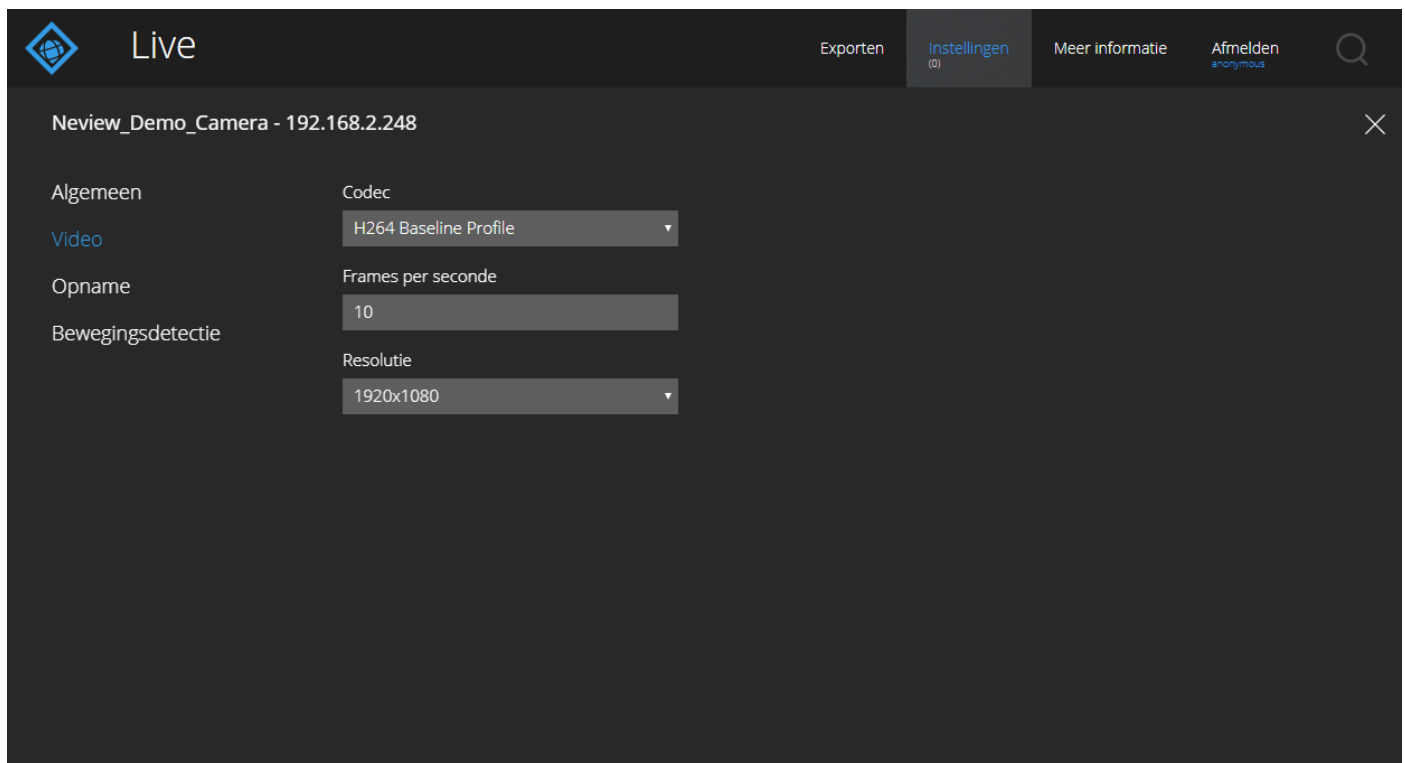 Live
Exporten
Instellingen
(0)
Meer informatie
Afmelden
anonymous
Neview_Demo_Camera - 192.168.2.248
Algemeen
Video
Opname
Bewegingsdetectie
Codec
H264 Baseline Profile
Frames per seconde
10
Resolutie
1920x1080